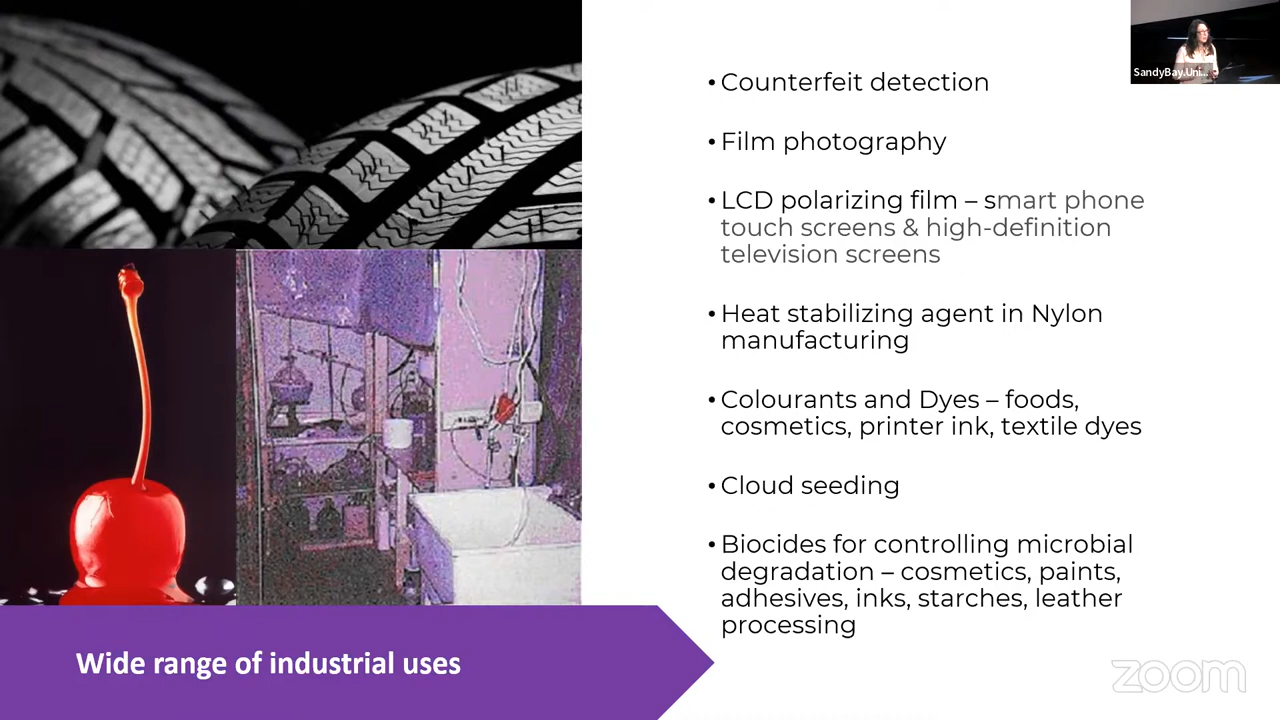 SandyBay.Uni...
• Counterfeit detection
• Film photography
• LCD polarizing film – smart phone
touch screens & high-definition
television screens
• Heat stabilizing agent in Nylon
manufacturing
• Colourants and Dyes – foods,
cosmetics, printer ink, textile dyes
• Cloud seeding
• Biocides for controlling microbial
degradation – cosmetics, paints,
adhesives, inks, starches, leather
processing
Wide range of industrial uses
zoom